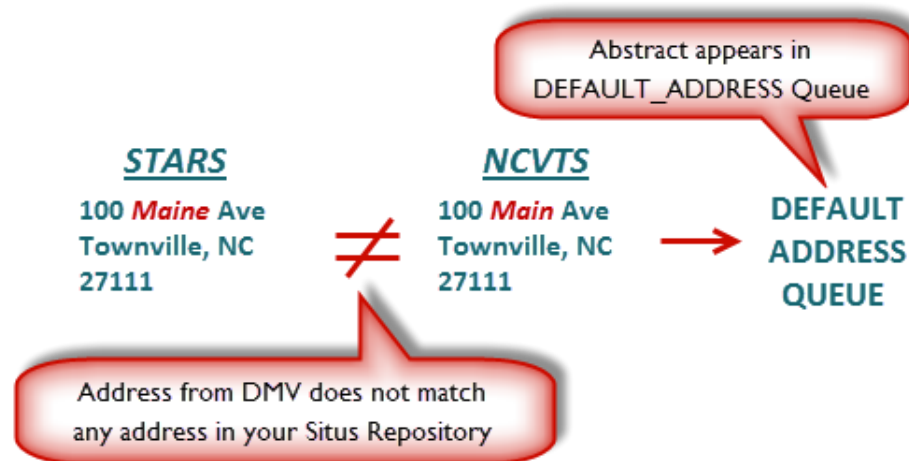 Abstract appears in
DEFAULT_ADDRESS Queue
STARS
100 Maine Ave
Townville, NC
27111
≠
NCVTS
100 Main Ave
Townville, NC
27111
→
DEFAULT
ADDRESS
QUEUE
Address from DMV does not match
any address in your Situs Repository